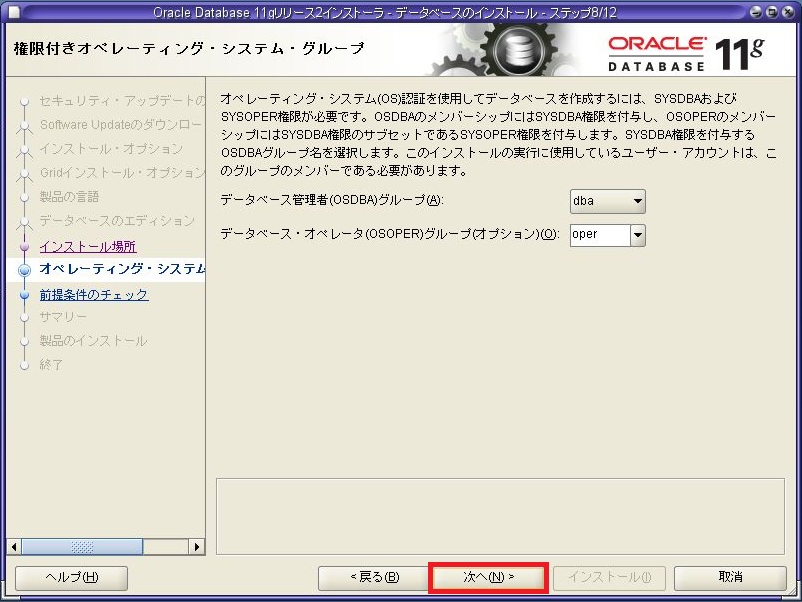 Oracle Database 11gリリース2インストーラ - データベースのインストール - ステップ8/12
権限付きオペレーティング・システム・グループ
ORACLE
DATABASE
11g
セキュリティ・アップデートの
Software Updateのダウンロー
インストール・オプション
Gridインストール・オプション
製品の言語
データベースのエディション
インストール場所
オペレーティング・システム
前提条件のチェック
サマリー
製品のインストール
終了
オペレーティング・システム(OS)認証を使用してデータベースを作成するには、SYSDBAおよび
SYSOPER権限が必要です。OSDBAのメンバーシップにはSYSDBA権限を付与し、OSOPERのメンバー
シップにはSYSDBA権限のサブセットであるSYSOPER権限を付与します。SYSDBA権限を付与する
OSDBAグループ名を選択します。このインストールの実行に使用しているユーザー・アカウントは、こ
のグループのメンバーである必要があります。
データベース管理者(OSDBA)グループ(A): dba
データベース・オペレータ(OSOPER)グループ(オプション)(O): oper
ヘルプ(H) <戻る(B) 次へ(N) > インストール(I) 取消